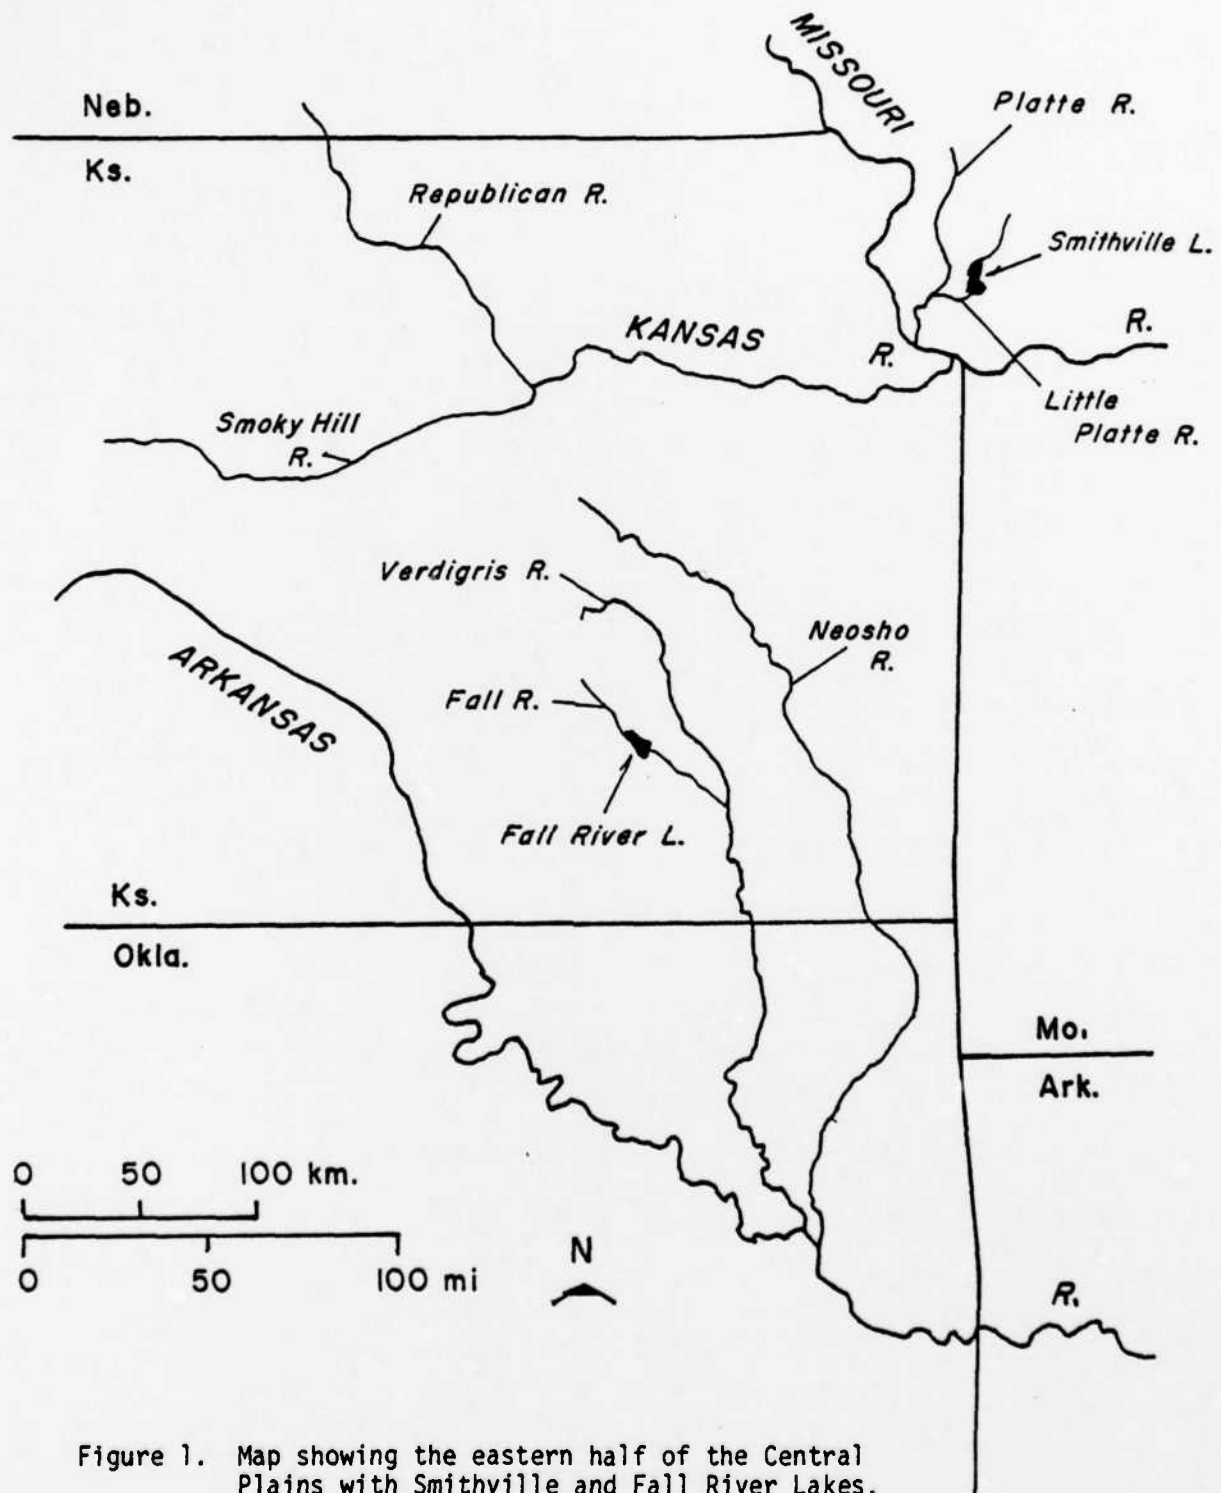 MISSOURI
Neb.
Platte R.
Ks.
Republican R.
Smithville L.
KANSAS
R.
R.
Little
Platte R.
Smoky Hill
R.
Verdigris R.
Neosho
R.
ARKANSAS
Fall R.
Fall River L.
Ks.
Okla.
Mo.
Ark.
0 50 100 km.
N
0 50 100 mi
R.
Figure 1. Map showing the eastern half of the Central
Plains with Smithville and Fall River Lakes.